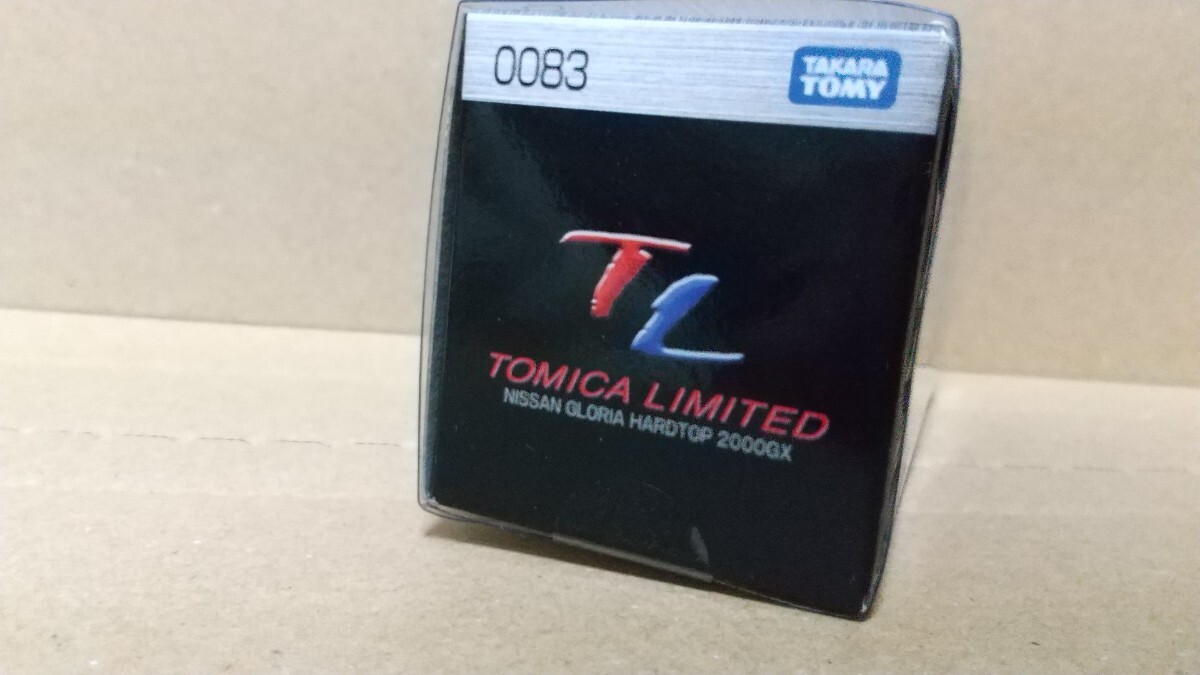 0083
TAKARA
TOMY
TL
TOMICA LIMITED
NISSAN GLORIA HARDTOP 2000GX